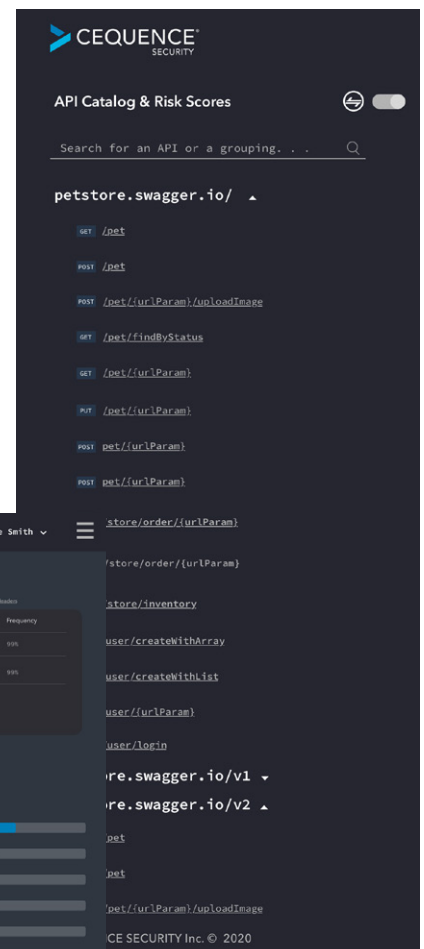 CEQUENCE
SECURITY
API Catalog & Risk Scores
Search for an API or a grouping. . .
petstore.swagger.io/
GET /pet
POST /pet
POST /pet/{urlParam}/uploadImage
GET /pet/findByStatus
GET /pet/{urlParam}
PUT /pet/{urlParam}
POST pet/{urlParam}
POST pet/{urlParam}
Smith
store/order/{urlParam}
/store/order/{urlParam}
Frequency
store/inventory
99%
user/createWithArray
99%
user/createWithList
user/{urlParam}
/user/login
re.swagger.io/v1
re.swagger.io/v2
pet
pet
/pet/{urlParam}/uploadImage
CE SECURITY Inc. © 2020